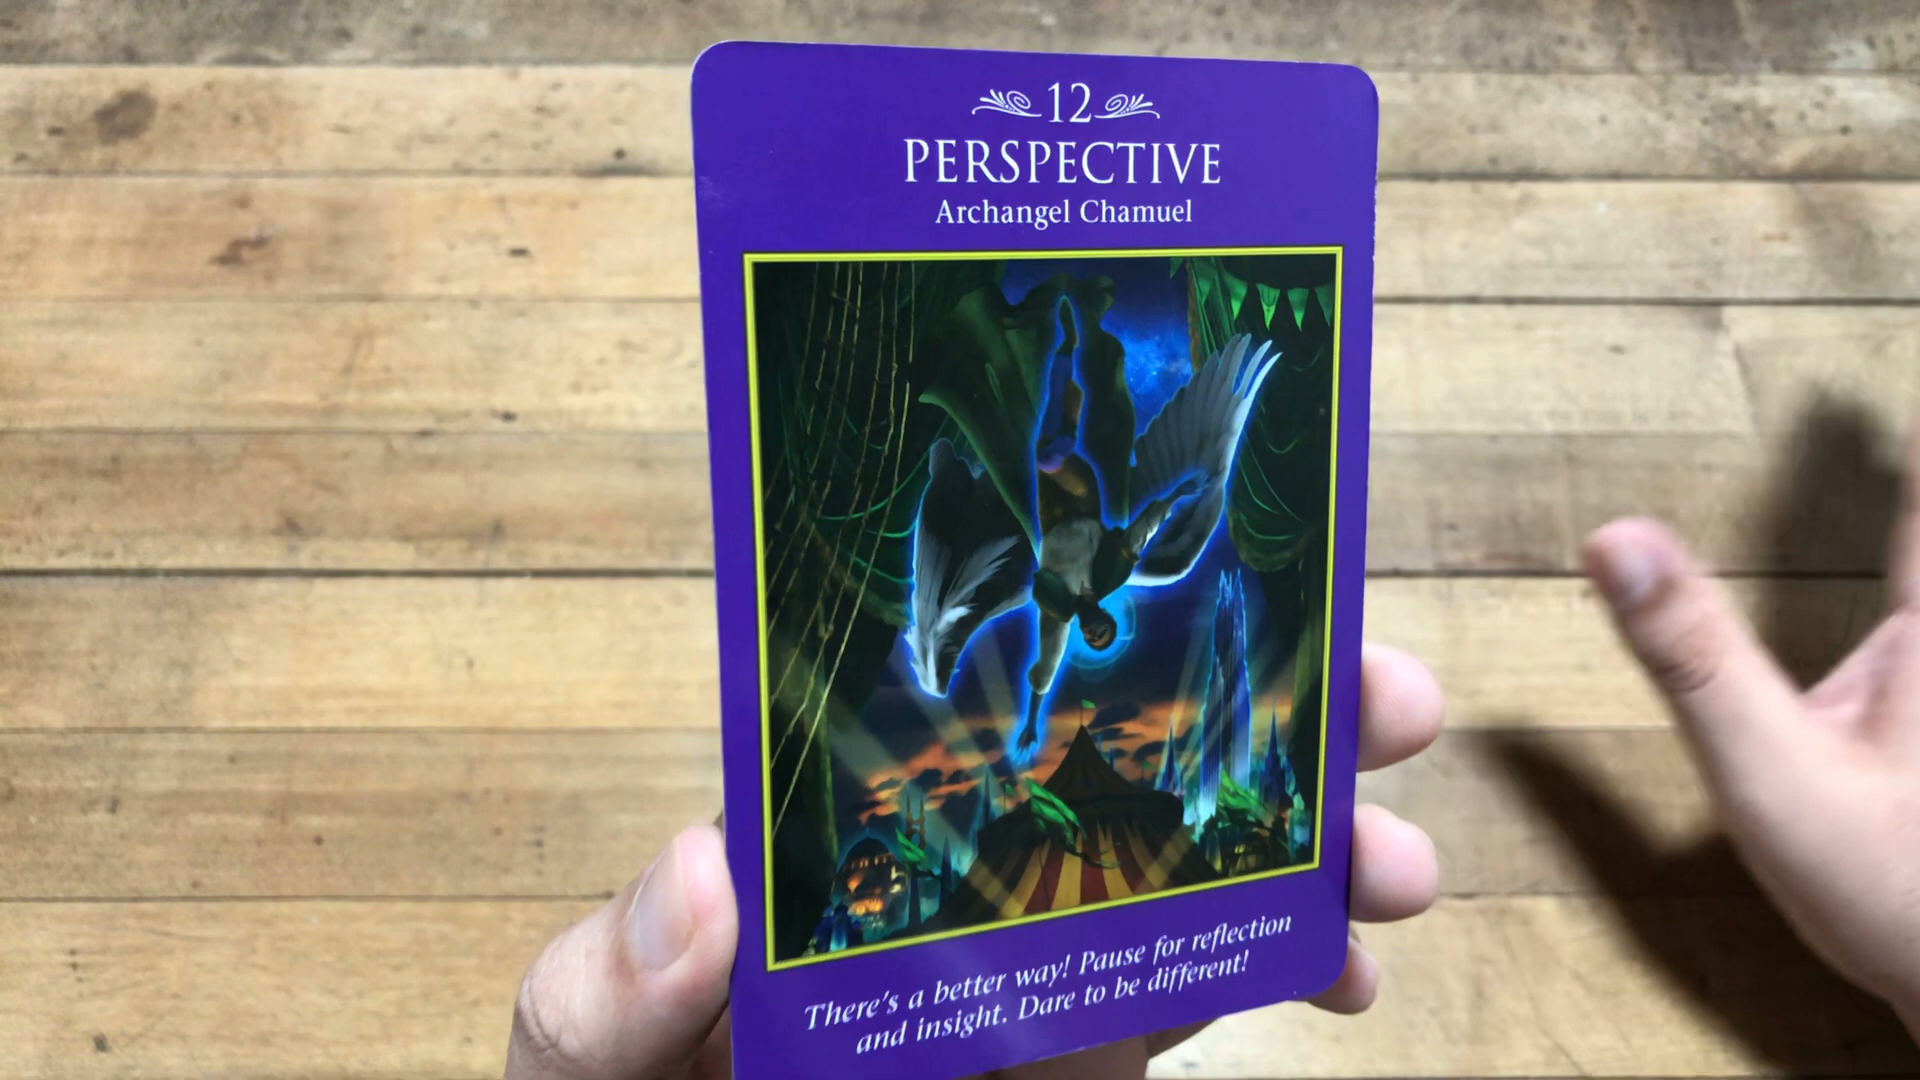 12
PERSPECTIVE
Archangel Chamuel
There's a better way! Pause for reflection
and insight. Dare to be different!